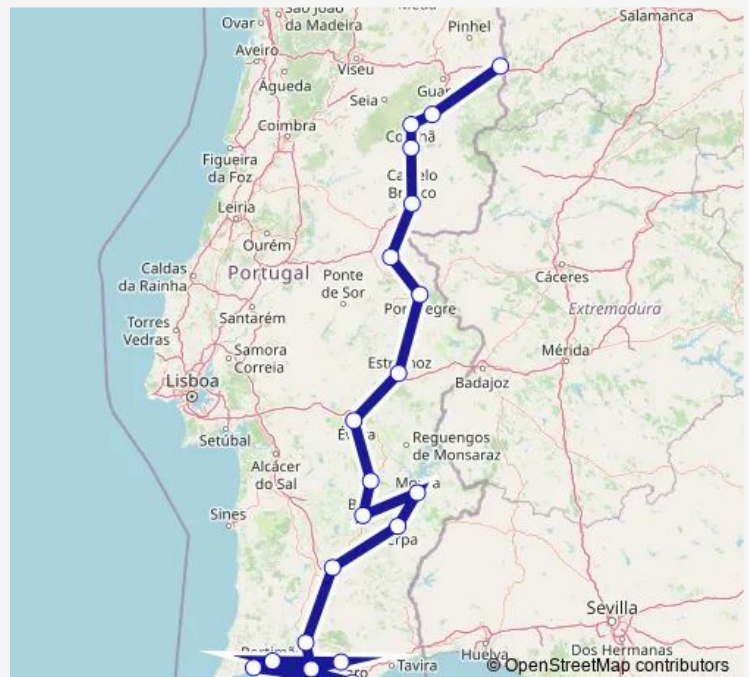 Ovar
São João
da Madeira
Pinhel
Salamanca
Aveiro
Viseu
Águeda
Seia
Coimbra
Figueira
da Foz
Leiria
Ourém
Caldas
da Rainha
Portugal
Ponte
de Sor
Cáceres
Santarém
Extremadura
Torres
Vedras
Samora
Correia
Mérida
Lisboa
Badajoz
Setúbal
Reguengos
de Monsaraz
Alcácer
do Sal
Sines
Sevilla
Huelva
Dos Hermanas
Tavira
© OpenStreetMap contributors